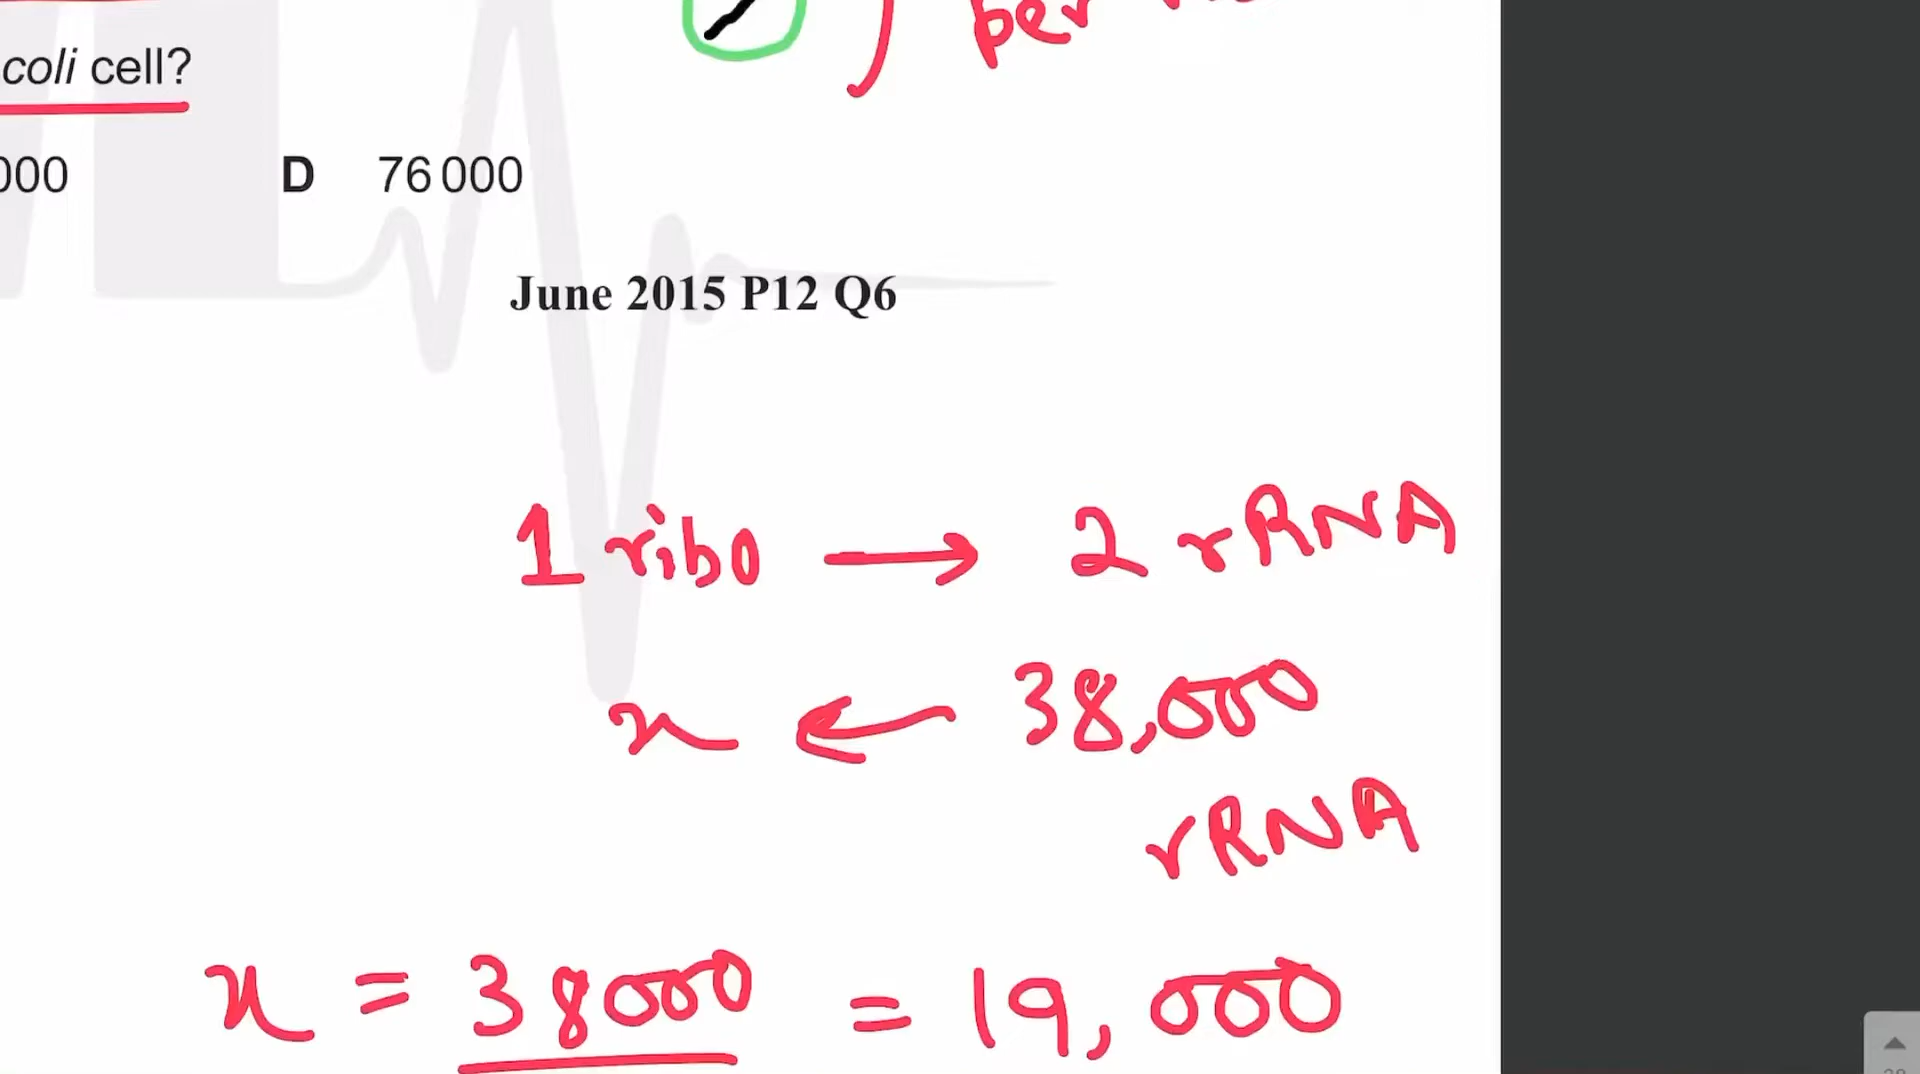 per
coli cell?
000 D 76 000
June 2015 P12 Q6
1 ribo → 2 rRNA
x ← 38,000
rRNA
x = 38000 = 19,000